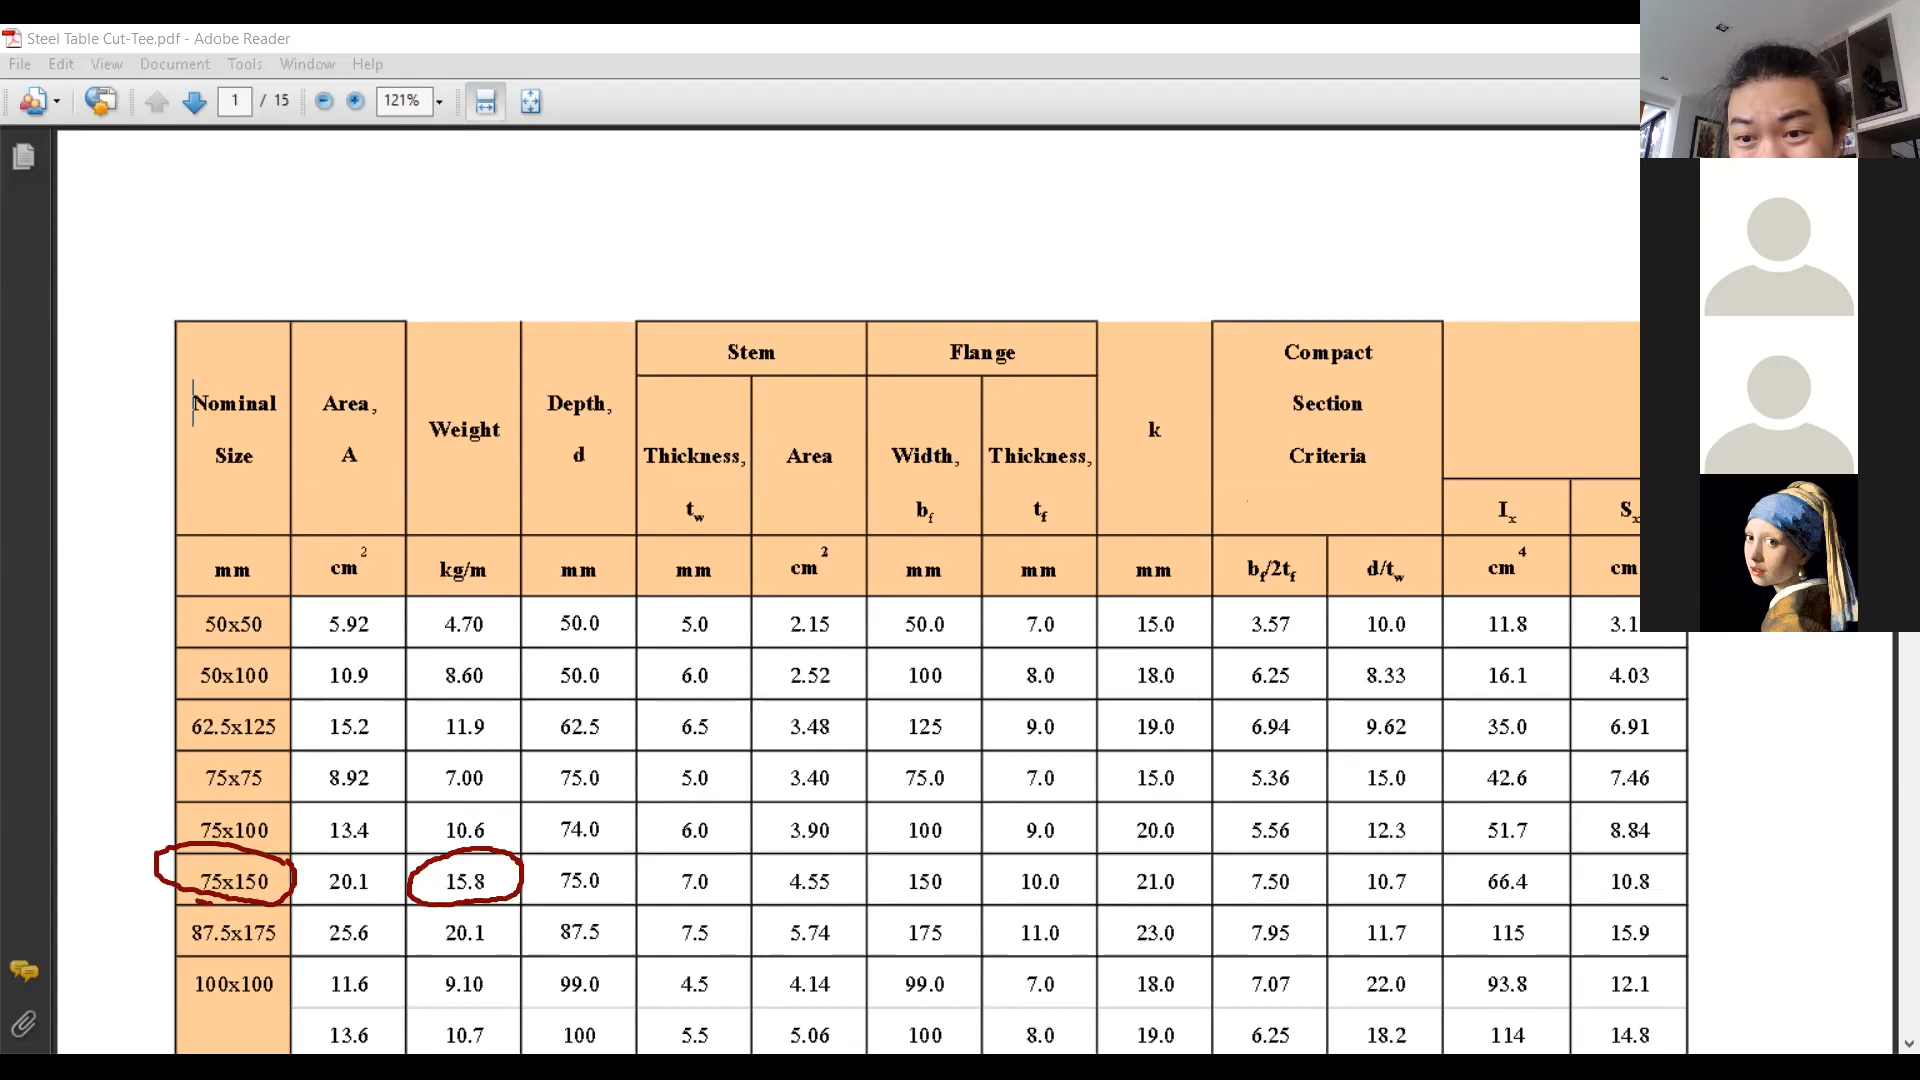 Steel Table Cut-Tee.pdf - Adobe Reader
File Edit View Document Tools Window Help
1 / 15 121%
Stem Flange Compact
Nominal Area, Depth, Section
Weight k
Size A d Thickness, Area Width, Thickness, Criteria
tw bf tf Ix Sx
mm cm2 kg/m mm mm cm2 mm mm mm bf/2tf d/tw cm4 cm
50x50 5.92 4.70 50.0 5.0 2.15 50.0 7.0 15.0 3.57 10.0 11.8 3.1
50x100 10.9 8.60 50.0 6.0 2.52 100 8.0 18.0 6.25 8.33 16.1 4.03
62.5x125 15.2 11.9 62.5 6.5 3.48 125 9.0 19.0 6.94 9.62 35.0 6.91
75x75 8.92 7.00 75.0 5.0 3.40 75.0 7.0 15.0 5.36 15.0 42.6 7.46
75x100 13.4 10.6 74.0 6.0 3.90 100 9.0 20.0 5.56 12.3 51.7 8.84
75x150 20.1 15.8 75.0 7.0 4.55 150 10.0 21.0 7.50 10.7 66.4 10.8
87.5x175 25.6 20.1 87.5 7.5 5.74 175 11.0 23.0 7.95 11.7 115 15.9
100x100 11.6 9.10 99.0 4.5 4.14 99.0 7.0 18.0 7.07 22.0 93.8 12.1
13.6 10.7 100 5.5 5.06 100 8.0 19.0 6.25 18.2 114 14.8